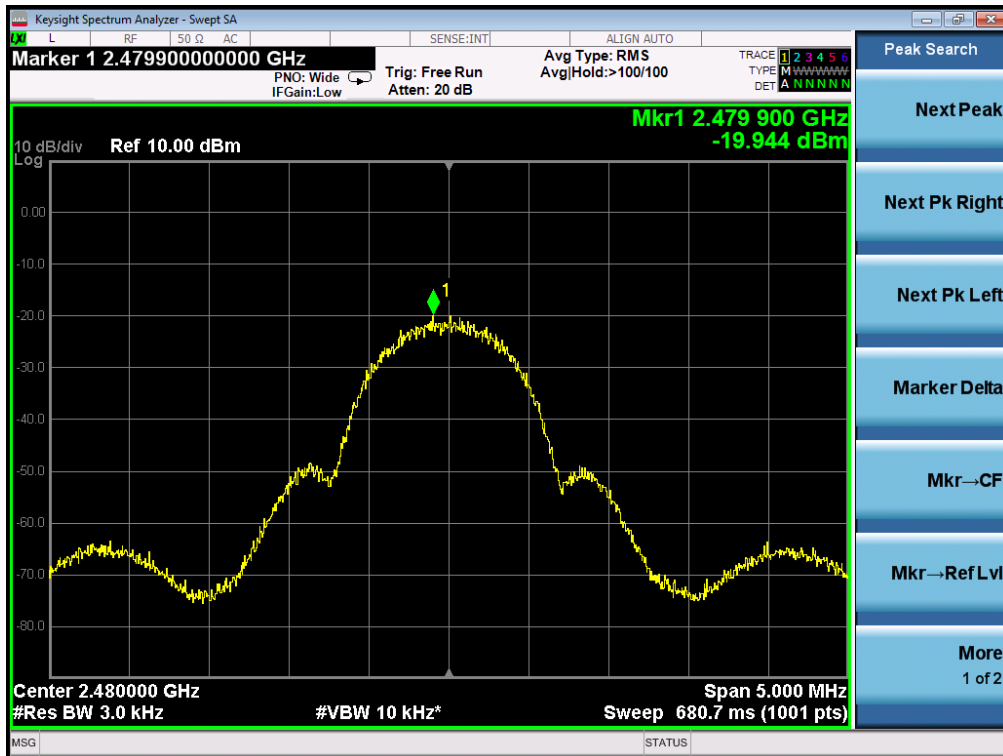 Keysight Spectrum Analyzer - Swept SA
LXI L RF 50 Ω AC SENSE:INT ALIGN AUTO
Marker 1 2.479900000000 GHz
PNO: Wide
IFGain:Low
Trig: Free Run
Atten: 20 dB
Avg Type: RMS
Avg|Hold:>100/100
TRACE 1 2 3 4 5 6
TYPE M WWWWW
DET A N N N N N
Mkr1 2.479 900 GHz
-19.944 dBm
10 dB/div Ref 10.00 dBm
Log
0.00
-10.0
1
-20.0
-30.0
-40.0
-50.0
-60.0
-70.0
-80.0
Center 2.480000 GHz Span 5.000 MHz
#Res BW 3.0 kHz #VBW 10 kHz* Sweep 680.7 ms (1001 pts)
MSG STATUS
Peak Search
Next Peak
Next Pk Right
Next Pk Left
Marker Delta
Mkr→CF
Mkr→Ref Lvl
More
1 of 2